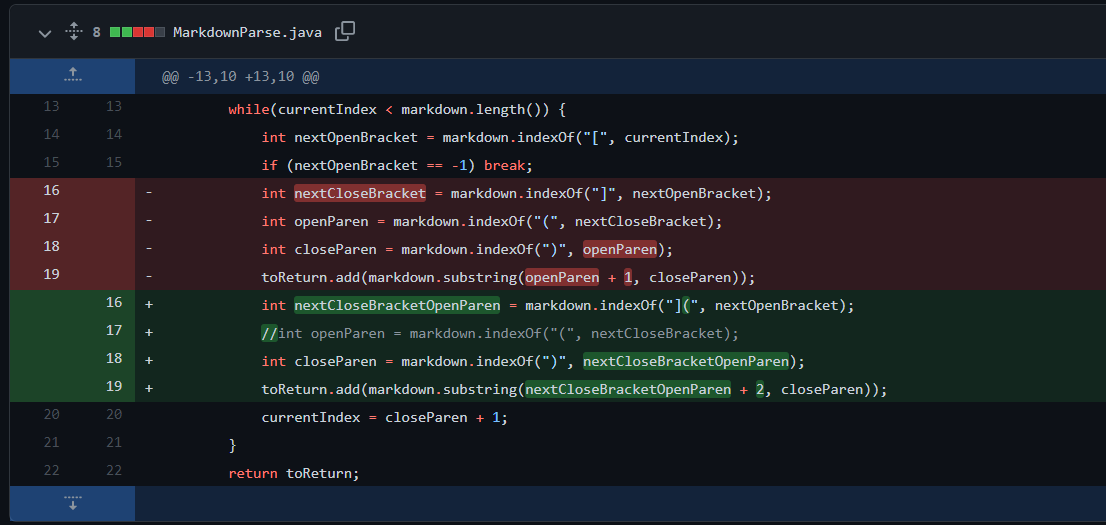 8 MarkdownParse.java
@@ -13,10 +13,10 @@
13 13 while(currentIndex < markdown.length()) {
14 14 int nextOpenBracket = markdown.indexOf("[", currentIndex);
15 15 if (nextOpenBracket == -1) break;
16 - int nextCloseBracket = markdown.indexOf("]", nextOpenBracket);
17 - int openParen = markdown.indexOf("(", nextCloseBracket);
18 - int closeParen = markdown.indexOf(")", openParen);
19 - toReturn.add(markdown.substring(openParen + 1, closeParen));
16 + int nextCloseBracketOpenParen = markdown.indexOf("](", nextOpenBracket);
17 + //int openParen = markdown.indexOf("(", nextCloseBracket);
18 + int closeParen = markdown.indexOf(")", nextCloseBracketOpenParen);
19 + toReturn.add(markdown.substring(nextCloseBracketOpenParen + 2, closeParen));
20 20 currentIndex = closeParen + 1;
21 21 }
22 22 return toReturn;